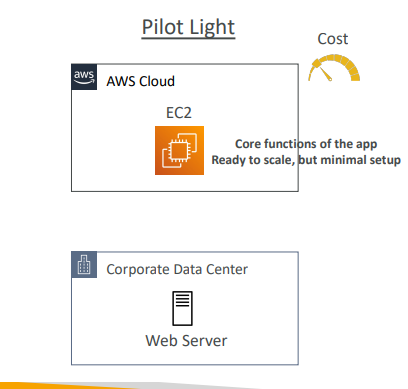 Pilot Light
Cost
aws
AWS Cloud
EC2
Core functions of the app
Ready to scale, but minimal setup
Corporate Data Center
Web Server